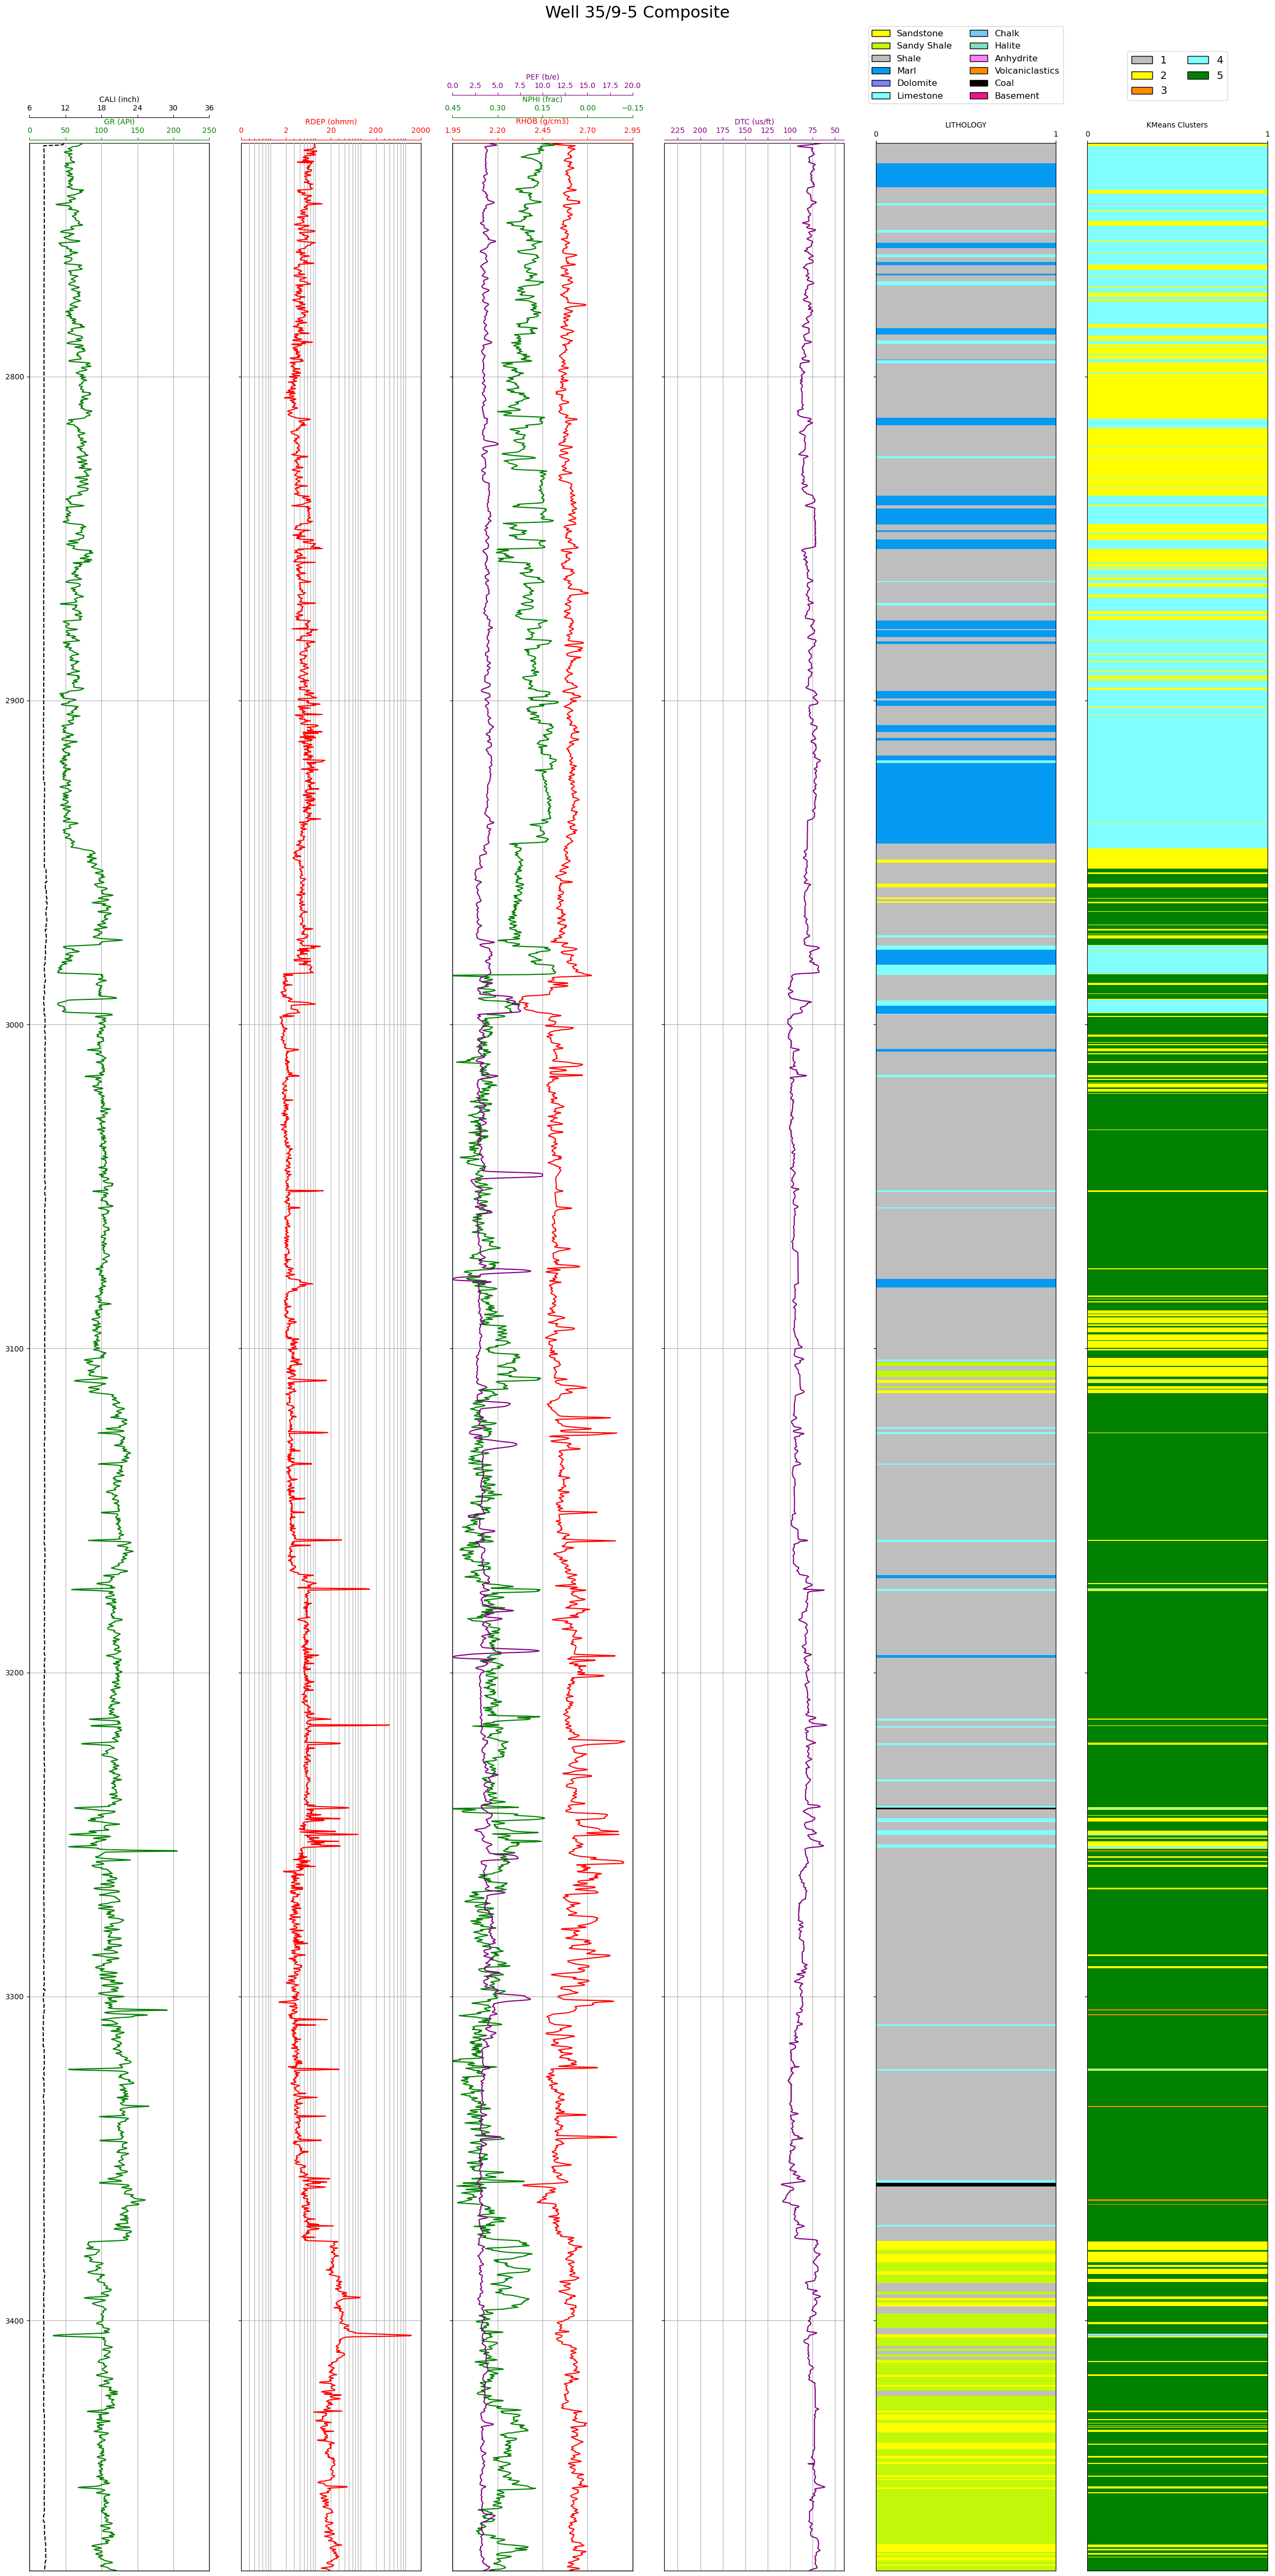 Well 35/9-5 Composite
Sandstone Chalk
Sandy Shale Halite
Shale Anhydrite
Marl Volcaniclastics
Dolomite Coal
Limestone Basement
1 4
2 5
3
PEF (b/e)
0.0 2.5 5.0 7.5 10.0 12.5 15.0 17.5 20.0
CALI (inch)
6 12 18 24 30 36
NPHI (frac)
0.45 0.30 0.15 0.00 −0.15
GR (API)
0 50 100 150 200 250
RDEP (ohmm)
0 2 20 200 2000
RHOB (g/cm3)
1.95 2.20 2.45 2.70 2.95
DTC (us/ft)
225 200 175 150 125 100 75 50
LITHOLOGY
0 1
KMeans Clusters
0 1
2800
2900
3000
3100
3200
3300
3400